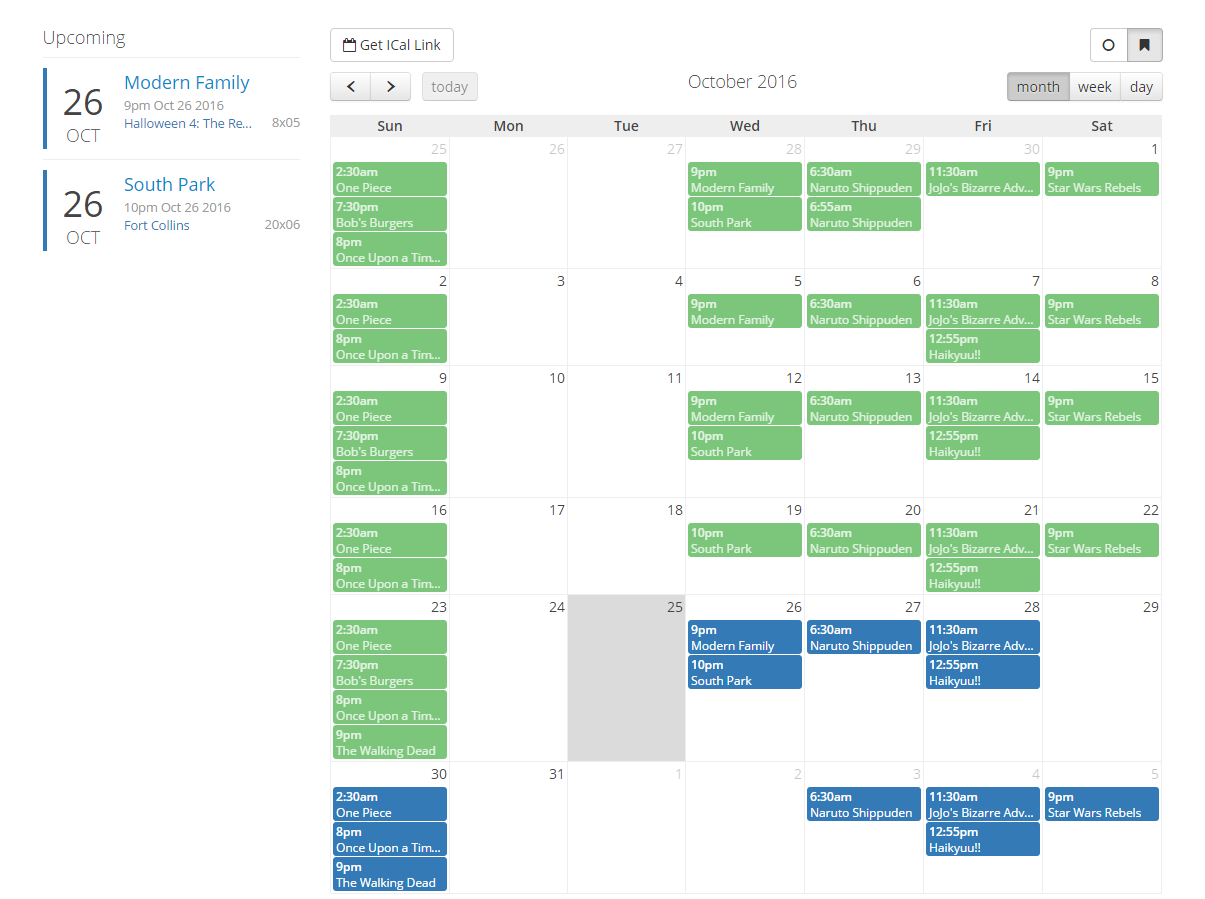 Upcoming
26
OCT
Modern Family
9pm Oct 26 2016
Halloween 4: The Re... 8x05
26
OCT
South Park
10pm Oct 26 2016
Fort Collins 20x06
Get ICal Link
today
October 2016
month week day
Sun Mon Tue Wed Thu Fri Sat
25 26 27 28 29 30 1
2:30am
One Piece
7:30pm
Bob's Burgers
8pm
Once Upon a Tim...
9pm
Modern Family
10pm
South Park
6:30am
Naruto Shippuden
6:55am
Naruto Shippuden
11:30am
JoJo's Bizarre Adv...
9pm
Star Wars Rebels
2 3 4 5 6 7 8
2:30am
One Piece
8pm
Once Upon a Tim...
9pm
Modern Family
6:30am
Naruto Shippuden
11:30am
JoJo's Bizarre Adv...
12:55pm
Haikyuu!!
9pm
Star Wars Rebels
9 10 11 12 13 14 15
2:30am
One Piece
7:30pm
Bob's Burgers
8pm
Once Upon a Tim...
9pm
Modern Family
10pm
South Park
6:30am
Naruto Shippuden
11:30am
JoJo's Bizarre Adv...
12:55pm
Haikyuu!!
9pm
Star Wars Rebels
16 17 18 19 20 21 22
2:30am
One Piece
8pm
Once Upon a Tim...
10pm
South Park
6:30am
Naruto Shippuden
11:30am
JoJo's Bizarre Adv...
12:55pm
Haikyuu!!
9pm
Star Wars Rebels
23 24 25 26 27 28 29
2:30am
One Piece
7:30pm
Bob's Burgers
8pm
Once Upon a Tim...
9pm
The Walking Dead
9pm
Modern Family
10pm
South Park
6:30am
Naruto Shippuden
11:30am
JoJo's Bizarre Adv...
12:55pm
Haikyuu!!
30 31 1 2 3 4 5
2:30am
One Piece
8pm
Once Upon a Tim...
9pm
The Walking Dead
6:30am
Naruto Shippuden
11:30am
JoJo's Bizarre Adv...
12:55pm
Haikyuu!!
9pm
Star Wars Rebels